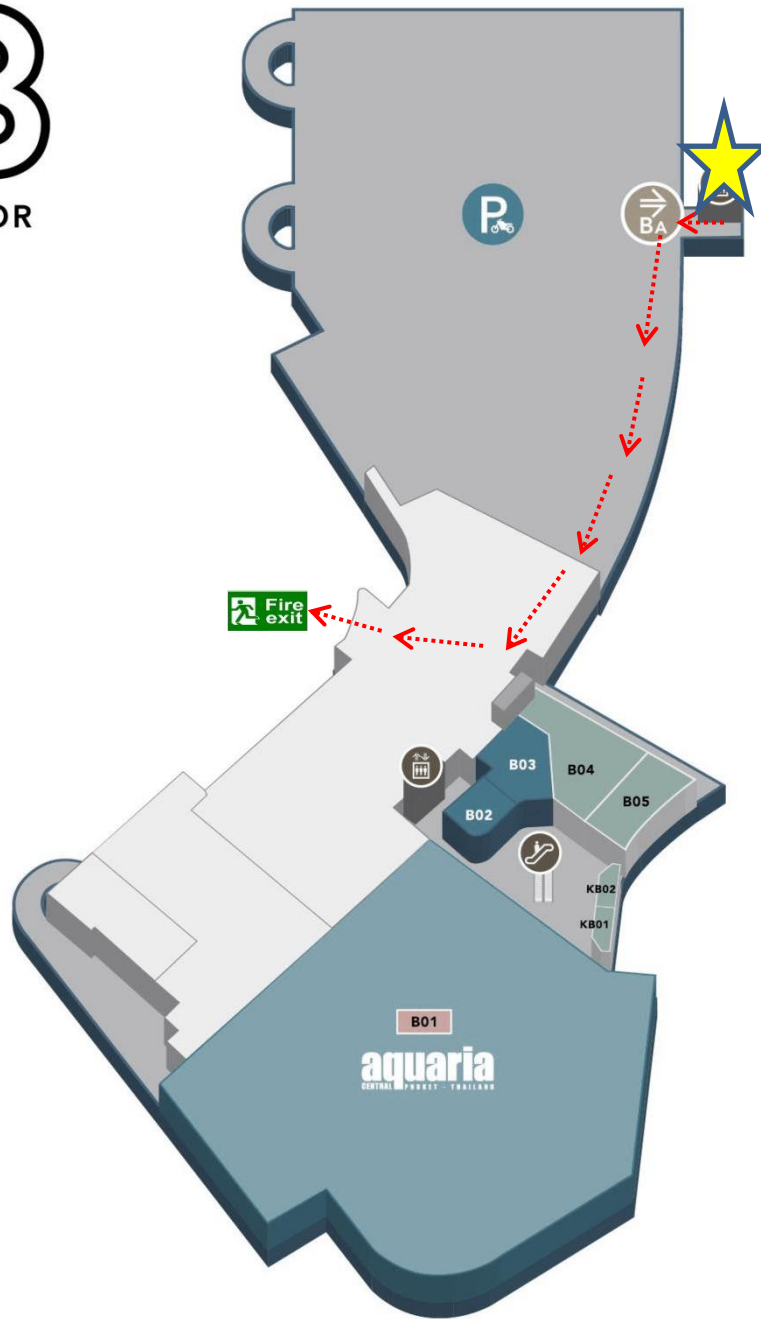 B
OR
P
BA
Fire
exit
B03
B04
B05
B02
KB02
KB01
B01
aquaria
CENTRAL PHUKET - THAILAND